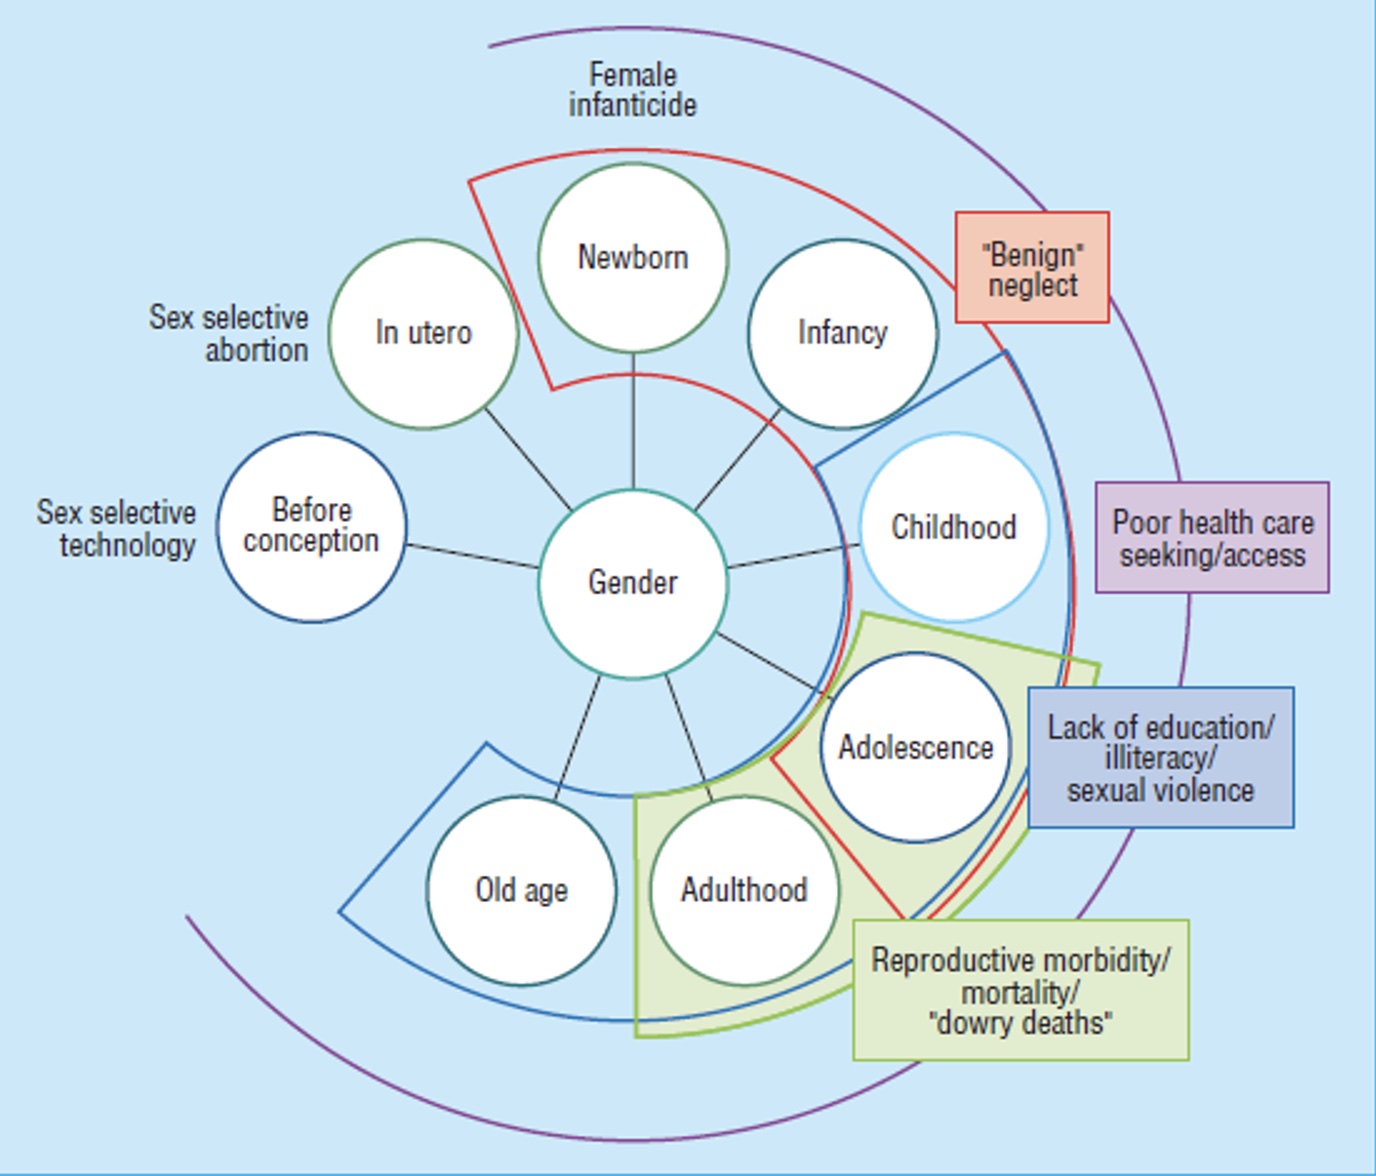 Female
infanticide
Newborn
"Benign"
neglect
Sex selective
abortion
In utero
Infancy
Sex selective
technology
Before
conception
Gender
Childhood
Poor health care
seeking/access
Adolescence
Lack of education/
illiteracy/
sexual violence
Old age
Adulthood
Reproductive morbidity/
mortality/
"dowry deaths"